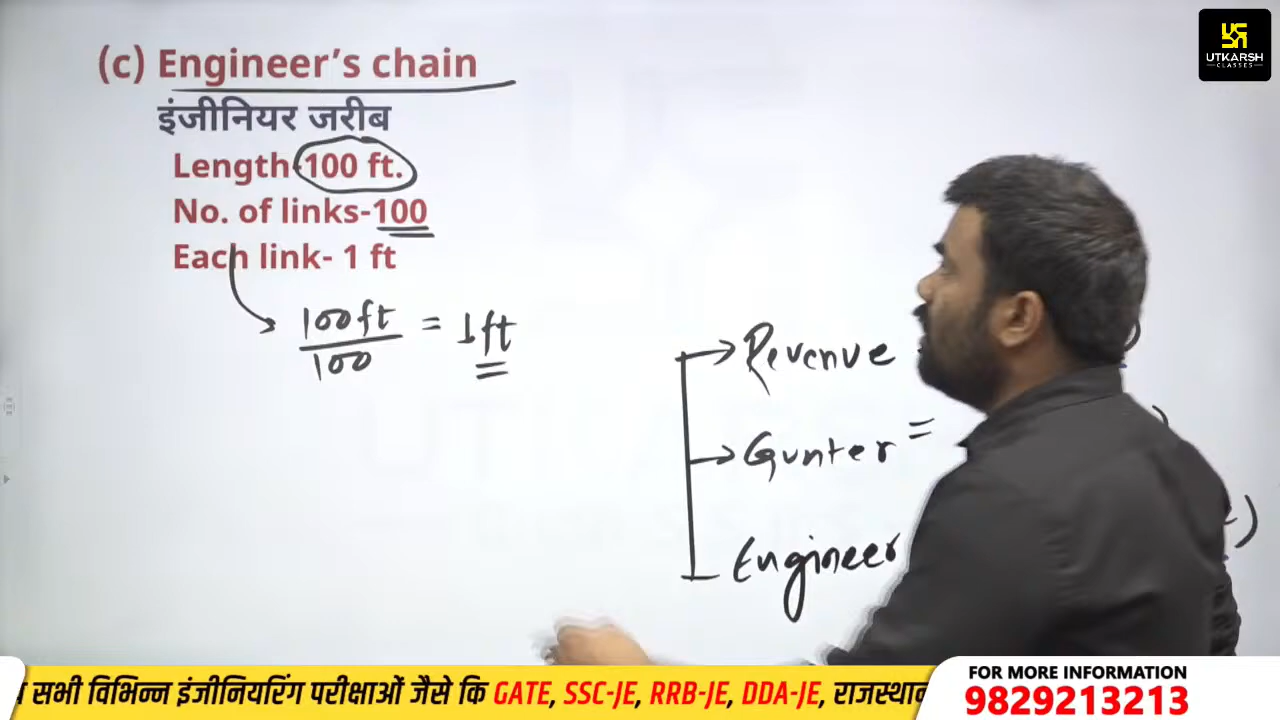 (c) Engineer's chain
इंजीनियर जरीब
Length-100 ft.
No. of links-100
Each link- 1 ft
100ft
100
= 1ft
Revenue
Gunter =
Engineer
UTKARSH
CLASSES
सभी विभिन्न इंजीनियरिंग परीक्षाओं जैसे कि GATE, SSC-JE, RRB-JE, DDA-JE, राजस्थान
FOR MORE INFORMATION
9829213213